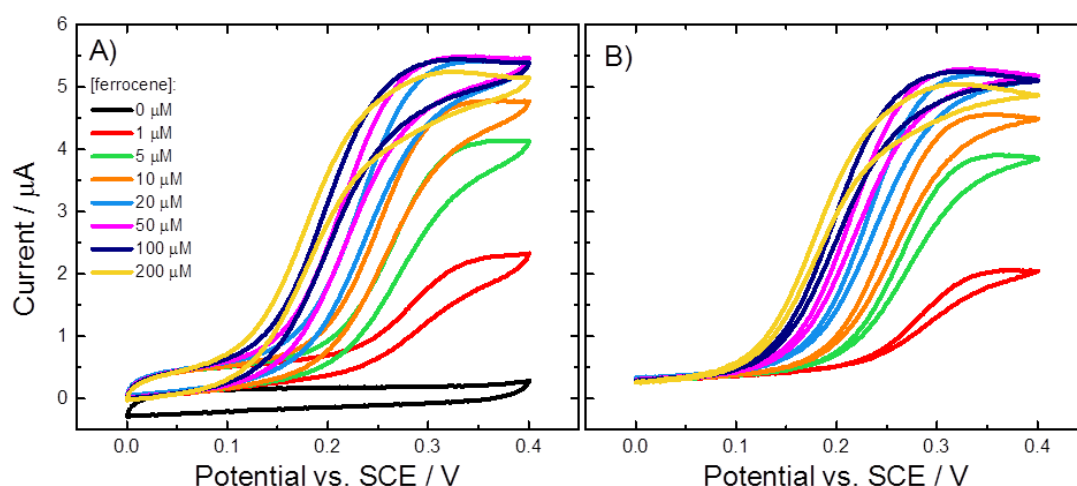 A)
B)
[ferrocene]:
0 μM
1 μM
5 μM
10 μM
20 μM
50 μM
100 μM
200 μM
Current / μA
6
5
4
3
2
1
0
0.0 0.1 0.2 0.3 0.4
0.0 0.1 0.2 0.3 0.4
Potential vs. SCE / V
Potential vs. SCE / V